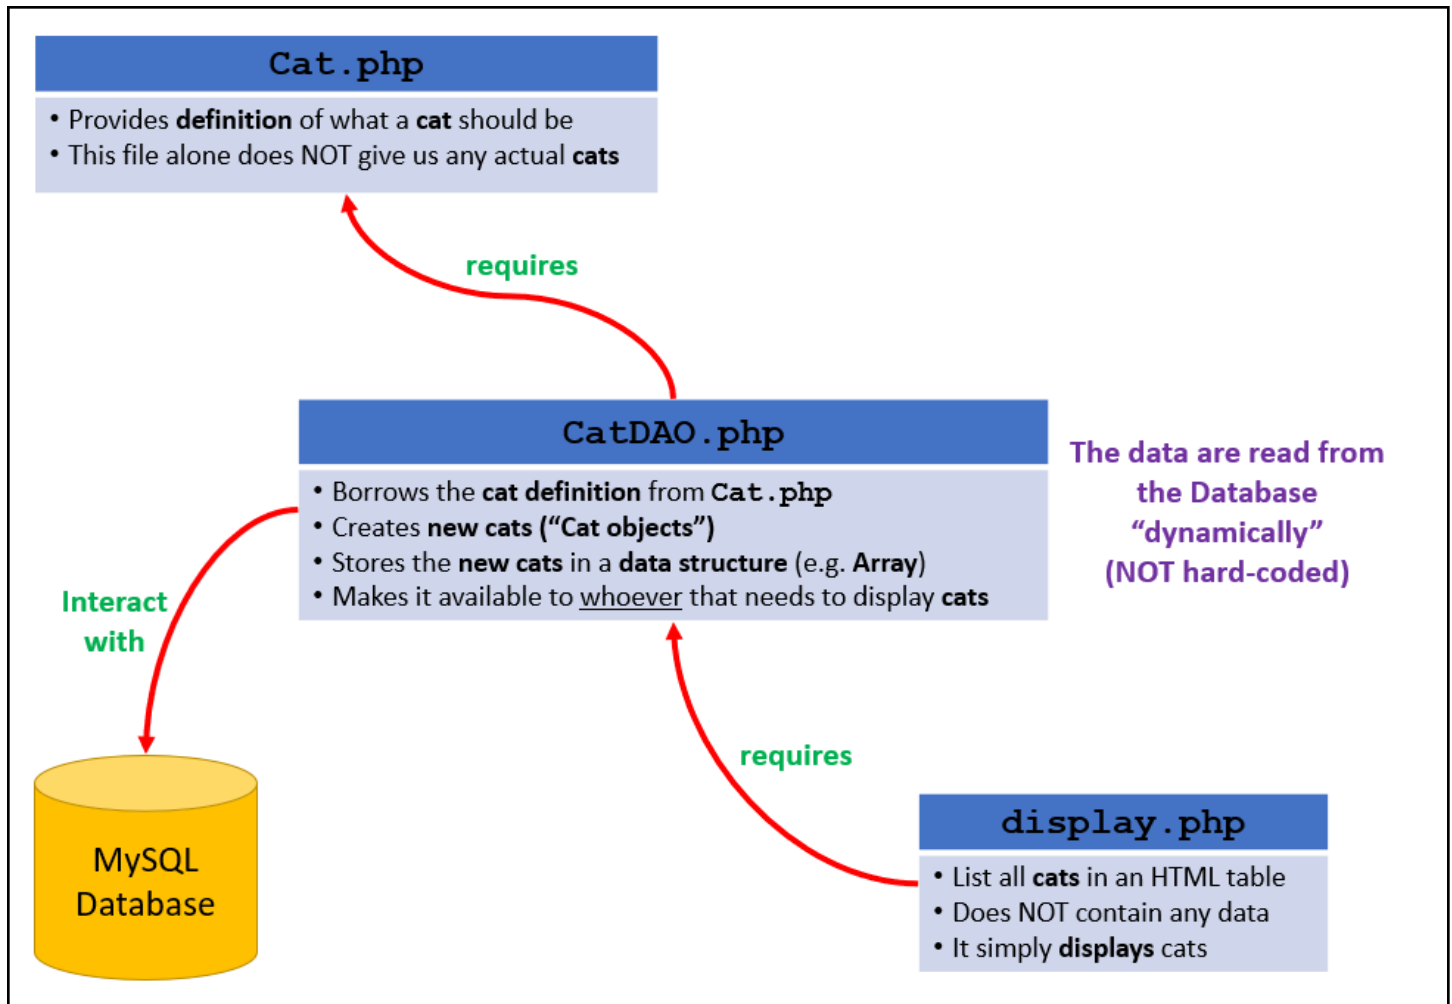 Cat.php
• Provides definition of what a cat should be
• This file alone does NOT give us any actual cats
requires
CatDAO.php
• Borrows the cat definition from Cat.php
• Creates new cats (“Cat objects”)
• Stores the new cats in a data structure (e.g. Array)
• Makes it available to whoever that needs to display cats
The data are read from
the Database
“dynamically”
(NOT hard-coded)
Interact
with
requires
MySQL
Database
display.php
• List all cats in an HTML table
• Does NOT contain any data
• It simply displays cats